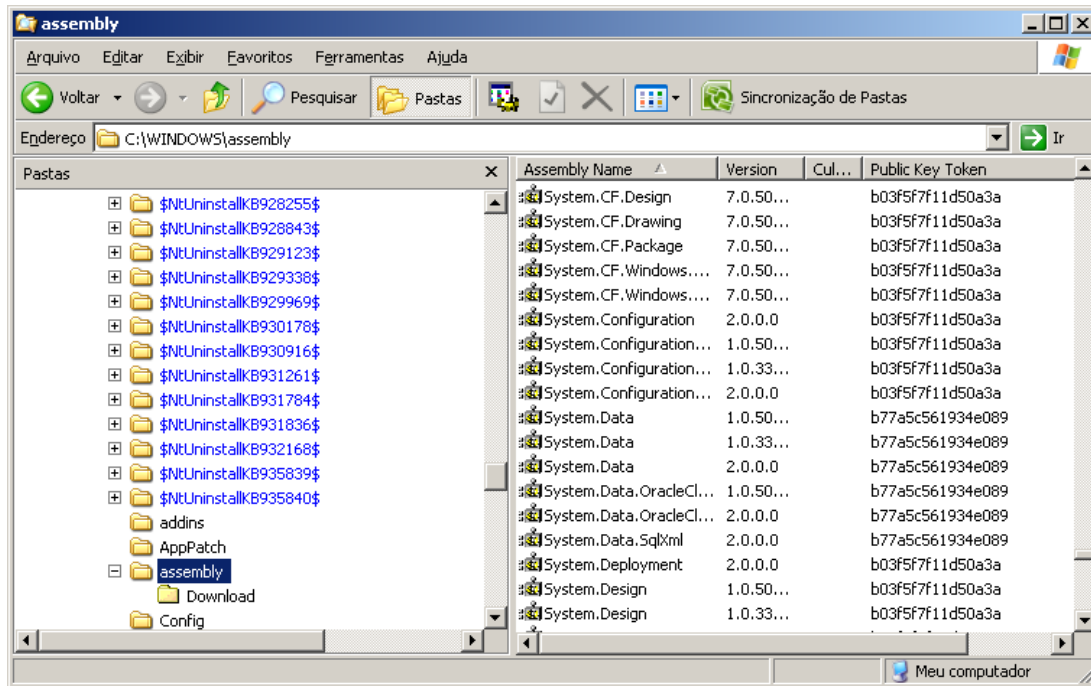 assembly
Arquivo Editar Exibir Favoritos Ferramentas Ajuda
Voltar Pesquisar Pastas Sincronização de Pastas
Endereço C:\WINDOWS\assembly Ir
Pastas
$NtUninstallKB928255$
$NtUninstallKB928843$
$NtUninstallKB929123$
$NtUninstallKB929338$
$NtUninstallKB929969$
$NtUninstallKB930178$
$NtUninstallKB930916$
$NtUninstallKB931261$
$NtUninstallKB931784$
$NtUninstallKB931836$
$NtUninstallKB932168$
$NtUninstallKB935839$
$NtUninstallKB935840$
addins
AppPatch
assembly
Download
Config
Assembly Name Version Cul... Public Key Token
System.CF.Design 7.0.50... b03f5f7f11d50a3a
System.CF.Drawing 7.0.50... b03f5f7f11d50a3a
System.CF.Package 7.0.50... b03f5f7f11d50a3a
System.CF.Windows.... 7.0.50... b03f5f7f11d50a3a
System.CF.Windows.... 7.0.50... b03f5f7f11d50a3a
System.Configuration 2.0.0.0 b03f5f7f11d50a3a
System.Configuration... 1.0.50... b03f5f7f11d50a3a
System.Configuration... 1.0.33... b03f5f7f11d50a3a
System.Configuration... 2.0.0.0 b03f5f7f11d50a3a
System.Data 1.0.50... b77a5c561934e089
System.Data 1.0.33... b77a5c561934e089
System.Data 2.0.0.0 b77a5c561934e089
System.Data.OracleCl... 1.0.50... b77a5c561934e089
System.Data.OracleCl... 2.0.0.0 b77a5c561934e089
System.Data.SqlXml 2.0.0.0 b77a5c561934e089
System.Deployment 2.0.0.0 b03f5f7f11d50a3a
System.Design 1.0.50... b03f5f7f11d50a3a
System.Design 1.0.33... b03f5f7f11d50a3a
Meu computador